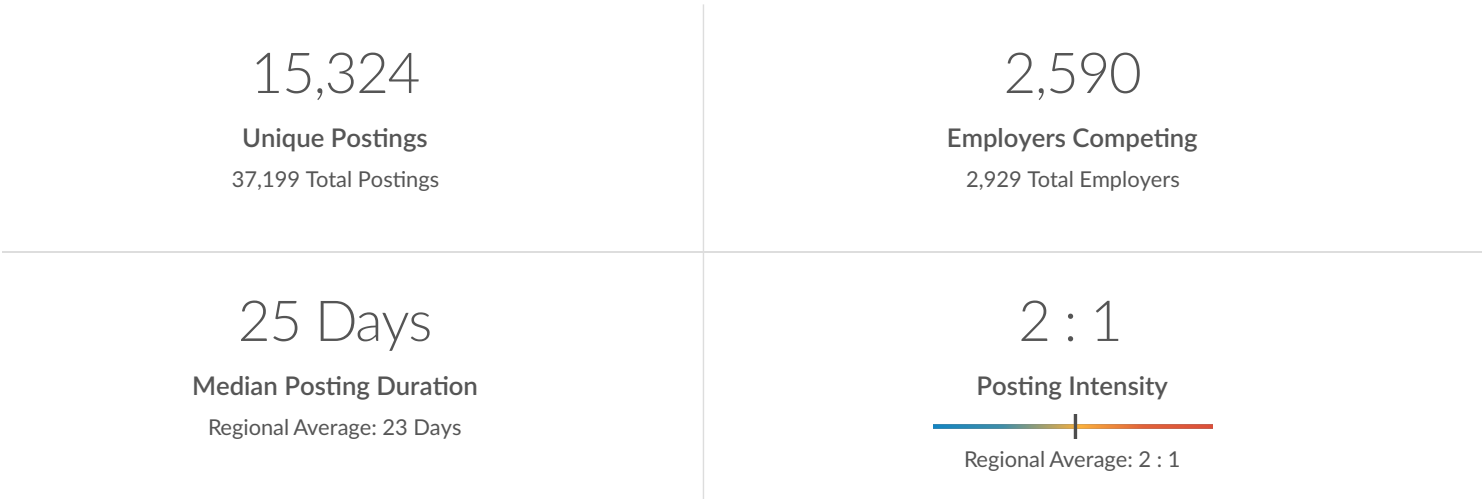 15,324
Unique Postings
37,199 Total Postings
2,590
Employers Competing
2,929 Total Employers
25 Days
Median Posting Duration
Regional Average: 23 Days
2 : 1
Posting Intensity
Regional Average: 2 : 1